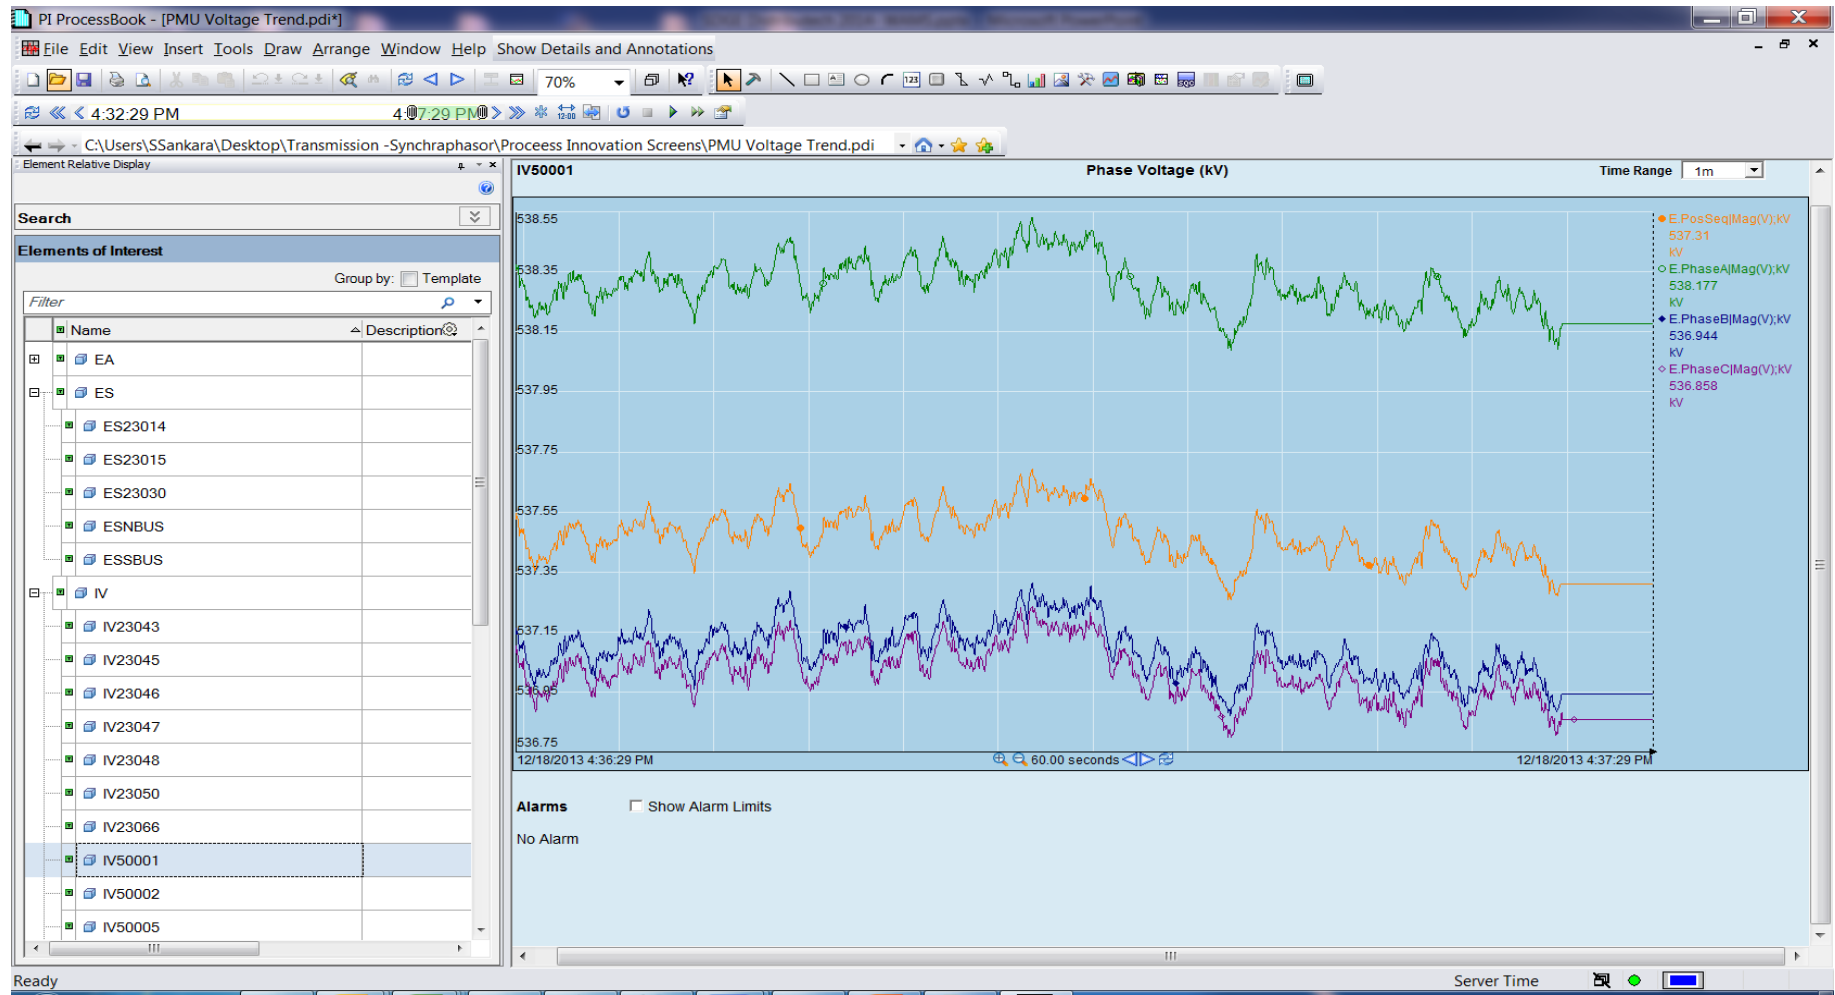 PI ProcessBook - [PMU Voltage Trend.pdi*]
File Edit View Insert Tools Draw Arrange Window Help Show Details and Annotations
70%
123
4:32:29 PM
12:00
C:\Users\SSankara\Desktop\Transmission -Synchraphasor\Proceess Innovation Screens\PMU Voltage Trend.pdi
Element Relative Display
Search
Elements of Interest
Group by: Template
Filter
Name Description
EA
ES
ES23014
ES23015
ES23030
ESNBUS
ESSBUS
IV
IV23043
IV23045
IV23046
IV23047
IV23048
IV23050
IV23066
IV50001
IV50002
IV50005
IV50001 Phase Voltage (kV) Time Range 1m
538.55
538.35
538.15
537.95
537.75
537.55
537.35
537.15
536.95
536.75
E.PosSeq|Mag(V);kV
537.31
kV
E.PhaseA|Mag(V);kV
538.177
kV
E.PhaseB|Mag(V);kV
536.944
kV
E.PhaseC|Mag(V);kV
536.858
kV
12/18/2013 4:36:29 PM 60.00 seconds 12/18/2013 4:37:29 PM
Alarms Show Alarm Limits
No Alarm
Ready Server Time